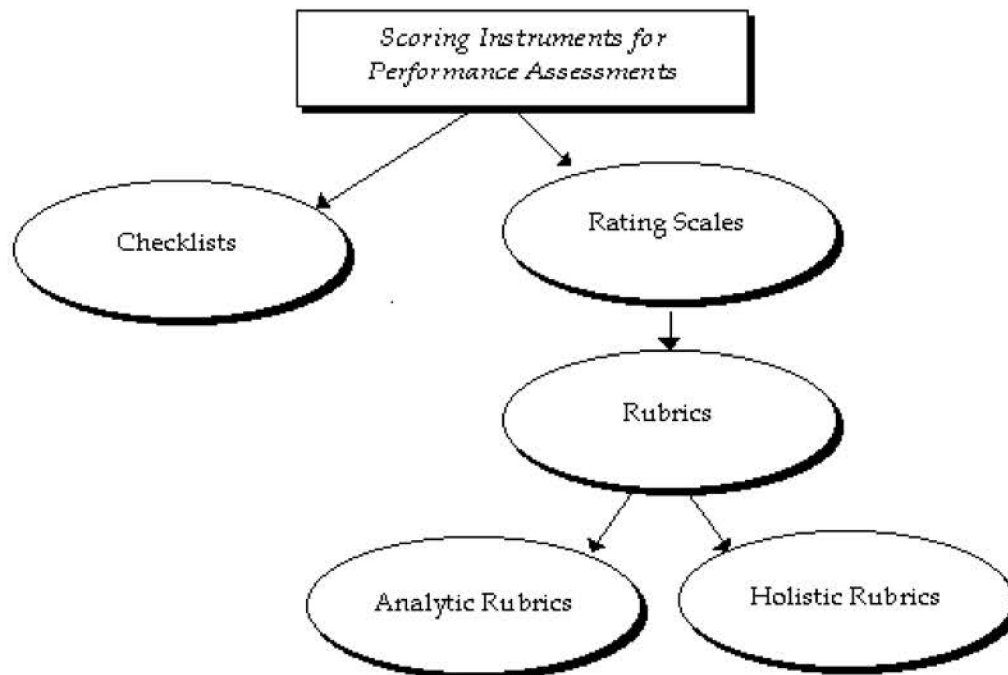 Scoring Instruments for
Performance Assessments
Checklists
Rating Scales
Rubrics
Analytic Rubrics
Holistic Rubrics